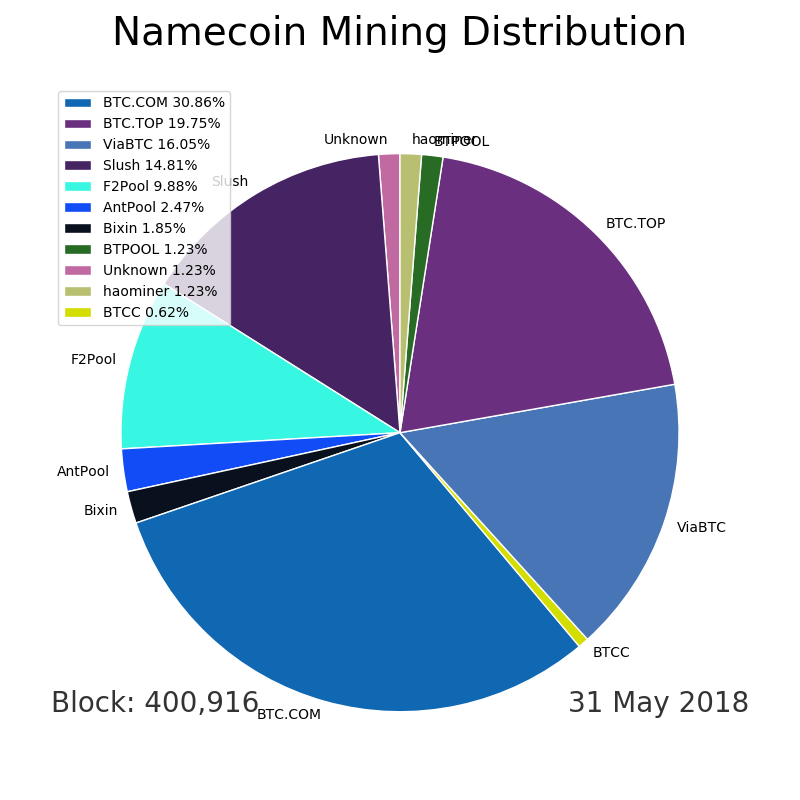 Namecoin Mining Distribution
BTC.COM 30.86%
BTC.TOP 19.75%
ViaBTC 16.05%
Slush 14.81%
F2Pool 9.88%
AntPool 2.47%
Bixin 1.85%
BTPOOL 1.23%
Unknown 1.23%
haominer 1.23%
BTCC 0.62%
Unknown
haominer
BTPOOL
Slush
BTC.TOP
F2Pool
AntPool
Bixin
ViaBTC
BTCC
BTC.COM
Block: 400,916
31 May 2018